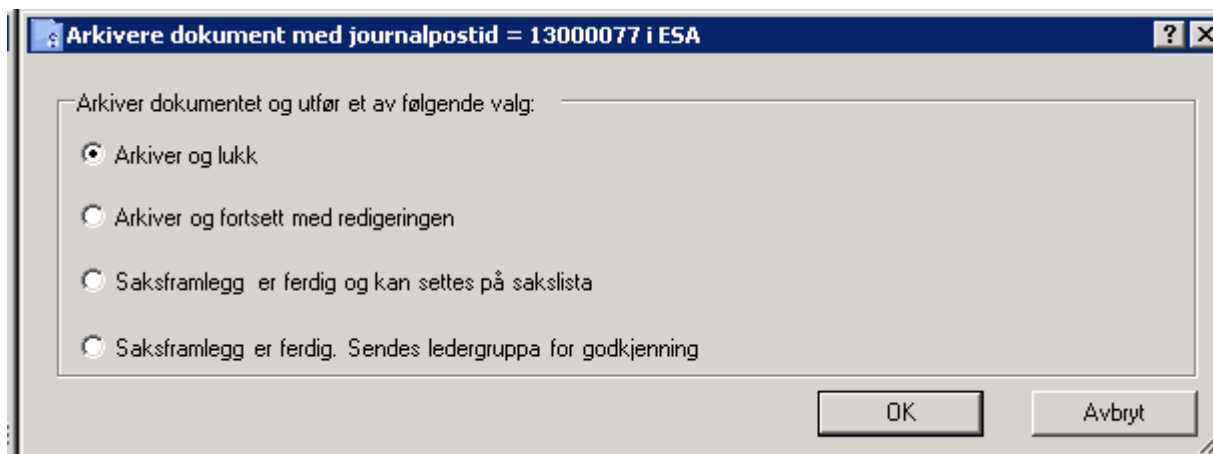 Arkivere dokument med journalpostid = 13000077 i ESA
Arkiver dokumentet og utfør et av følgende valg:
Arkiver og lukk
Arkiver og fortsett med redigeringen
Saksframlegg  er ferdig og kan settes på sakslista
Saksframlegg er ferdig. Sendes ledergruppa for godkjenning
OK
Avbryt